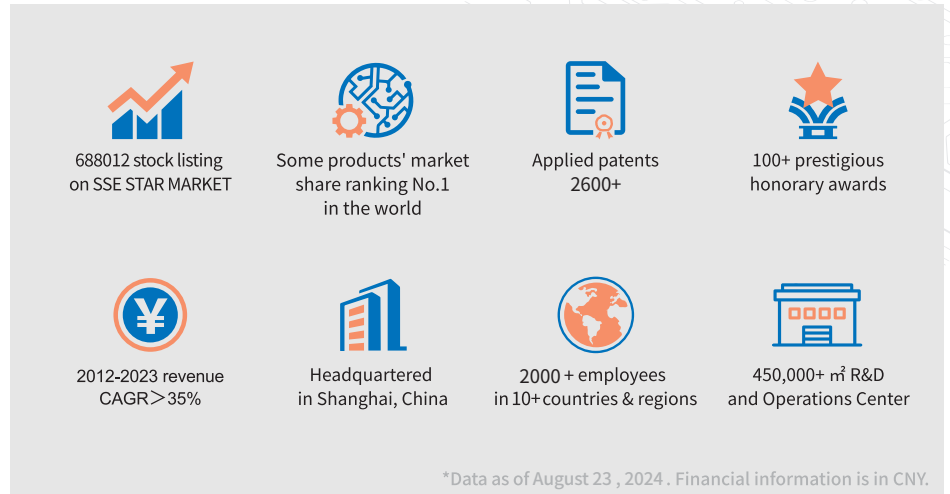 688012 stock listing
on SSE STAR MARKET
Some products' market
share ranking No.1
in the world
Applied patents
2600+
100+ prestigious
honorary awards
¥
2012-2023 revenue
CAGR＞35%
Headquartered
in Shanghai, China
2000 + employees
in 10+countries & regions
450,000+ ㎡ R&D
and Operations Center
*Data as of August 23 , 2024 . Financial information is in CNY.